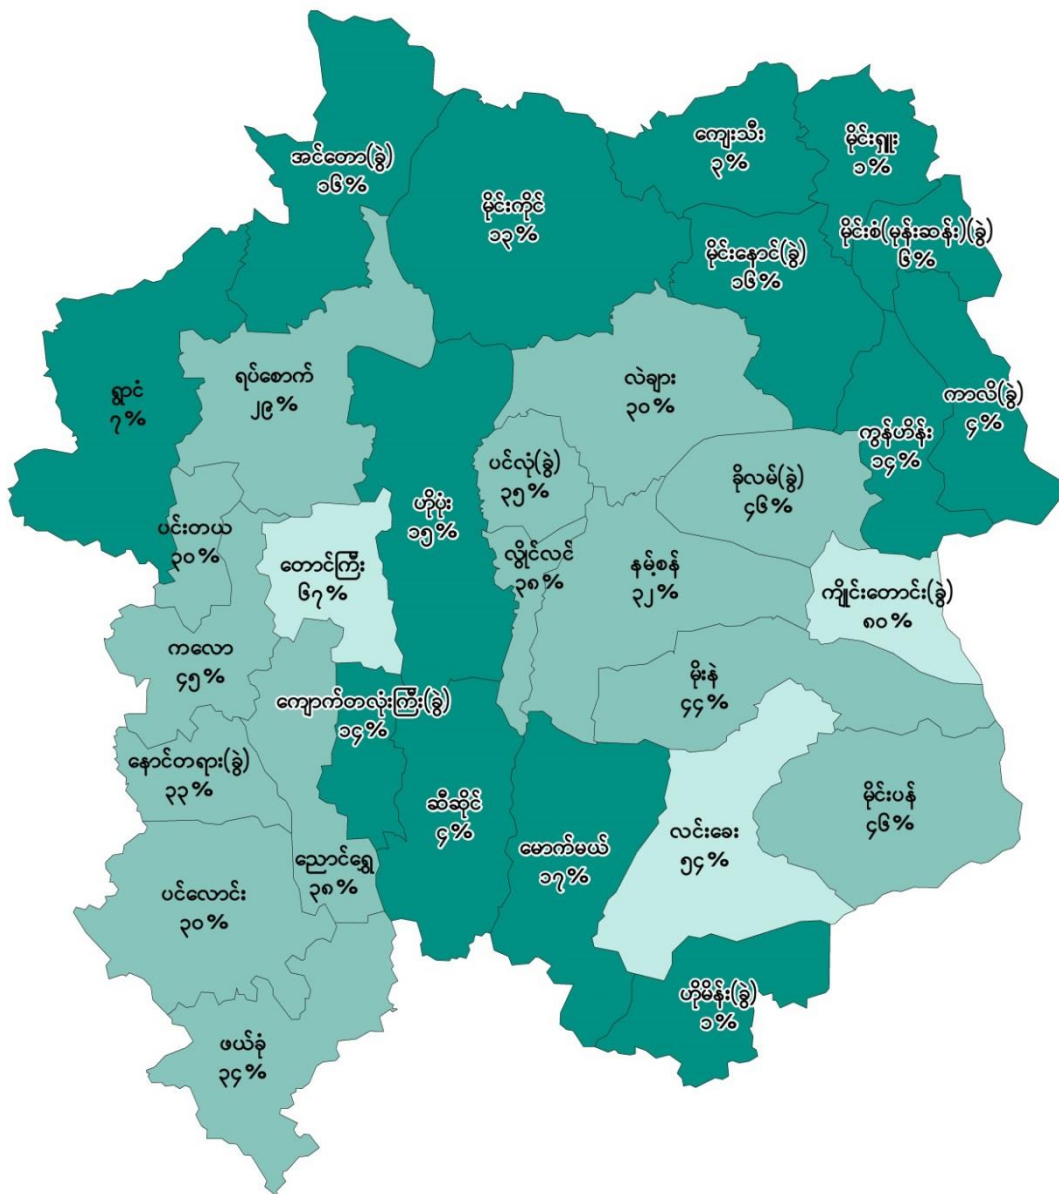 ကျေးသီး
၃%
မိုင်းရှူး
၁%
အင်တော(ခွဲ)
၁၆%
မိုင်းကိုင်
၁၃%
မိုင်းစံ(မုန်းဆန်း)(ခွဲ)
၆%
မိုင်းနောင်(ခွဲ)
၁၆%
ရွာငံ
၇%
ရပ်စောက်
၂၉%
လဲချား
၃၀%
ကာလိ(ခွဲ)
၄%
ကွန်ဟိန်း
၁၄%
ပင်လုံ(ခွဲ)
၃၅%
ခိုလမ်(ခွဲ)
၄၆%
ဟိုပုံး
၁၅%
ပင်းတယ
၃၀%
တောင်ကြီး
၆၇%
လွိုင်လင်
၃၈%
နမ့်စန်
၃၂%
ကျိုင်းတောင်း(ခွဲ)
၈၀%
ကလော
၄၅%
မိုးနဲ
၄၄%
ကျောက်တလုံးကြီး(ခွဲ)
၁၄%
နောင်တရား(ခွဲ)
၃၃%
ဆီဆိုင်
၄%
မိုင်းပန်
၄၆%
လင်းခေး
၅၄%
မောက်မယ်
၁၇%
ညောင်ရွှေ
၃၈%
ပင်လောင်း
၃၀%
ဟိုမိန်း(ခွဲ)
၁%
ဖယ်ခုံ
၃၄%